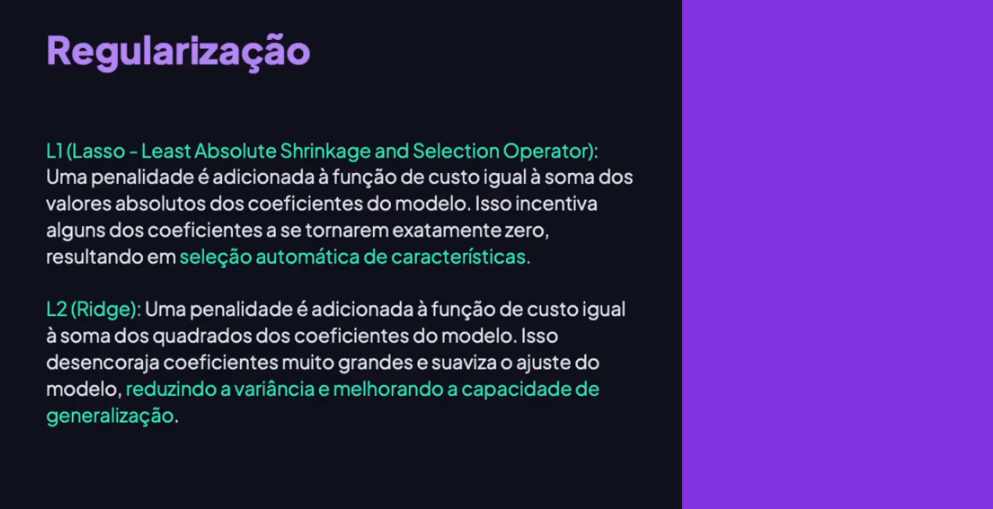 Regularização
L1 (Lasso - Least Absolute Shrinkage and Selection Operator):
Uma penalidade é adicionada à função de custo igual à soma dos
valores absolutos dos coeficientes do modelo. Isso incentiva
alguns dos coeficientes a se tornarem exatamente zero,
resultando em seleção automática de características.
L2 (Ridge): Uma penalidade é adicionada à função de custo igual
à soma dos quadrados dos coeficientes do modelo. Isso
desencoraja coeficientes muito grandes e suaviza o ajuste do
modelo, reduzindo a variância e melhorando a capacidade de
generalização.